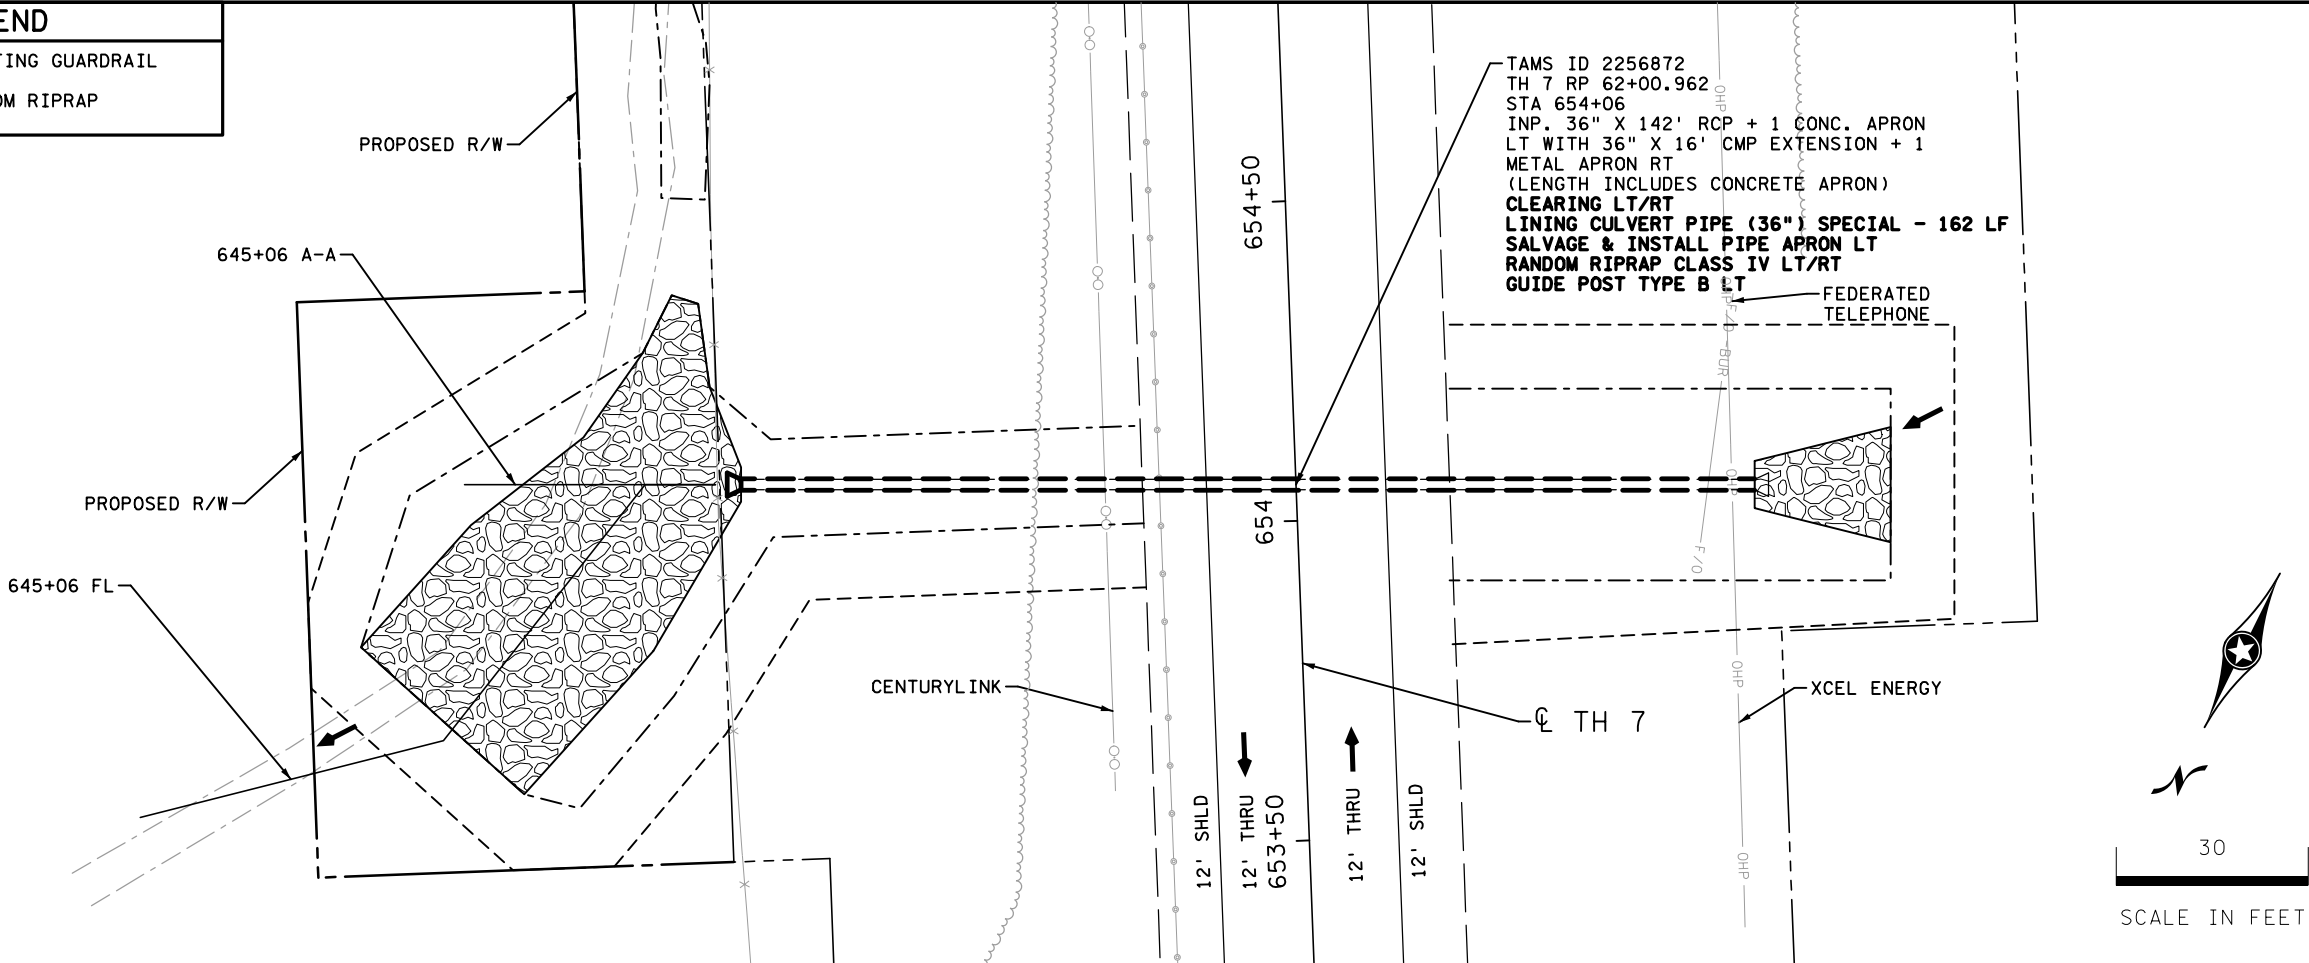 END
TING GUARDRAIL
OM RIPRAP
PROPOSED R/W
645+06 A-A
PROPOSED R/W
645+06 FL
TAMS ID 2256872
TH 7 RP 62+00.962
STA 654+06
INP. 36" X 142' RCP + 1 CONC. APRON
LT WITH 36" X 16' CMP EXTENSION + 1
METAL APRON RT
(LENGTH INCLUDES CONCRETE APRON)
CLEARING LT/RT
LINING CULVERT PIPE (36") SPECIAL - 162 LF
SALVAGE & INSTALL PIPE APRON LT
RANDOM RIPRAP CLASS IV LT/RT
GUIDE POST TYPE B LT
FEDERATED
TELEPHONE
654+50
654
653+50
CENTURYLINK
℄ TH 7
XCEL ENERGY
12' SHLD
12' THRU
12' THRU
12' SHLD
OHP
OHP
OHP
OHP
F/O
BUR
F/O
N
30
SCALE IN FEET